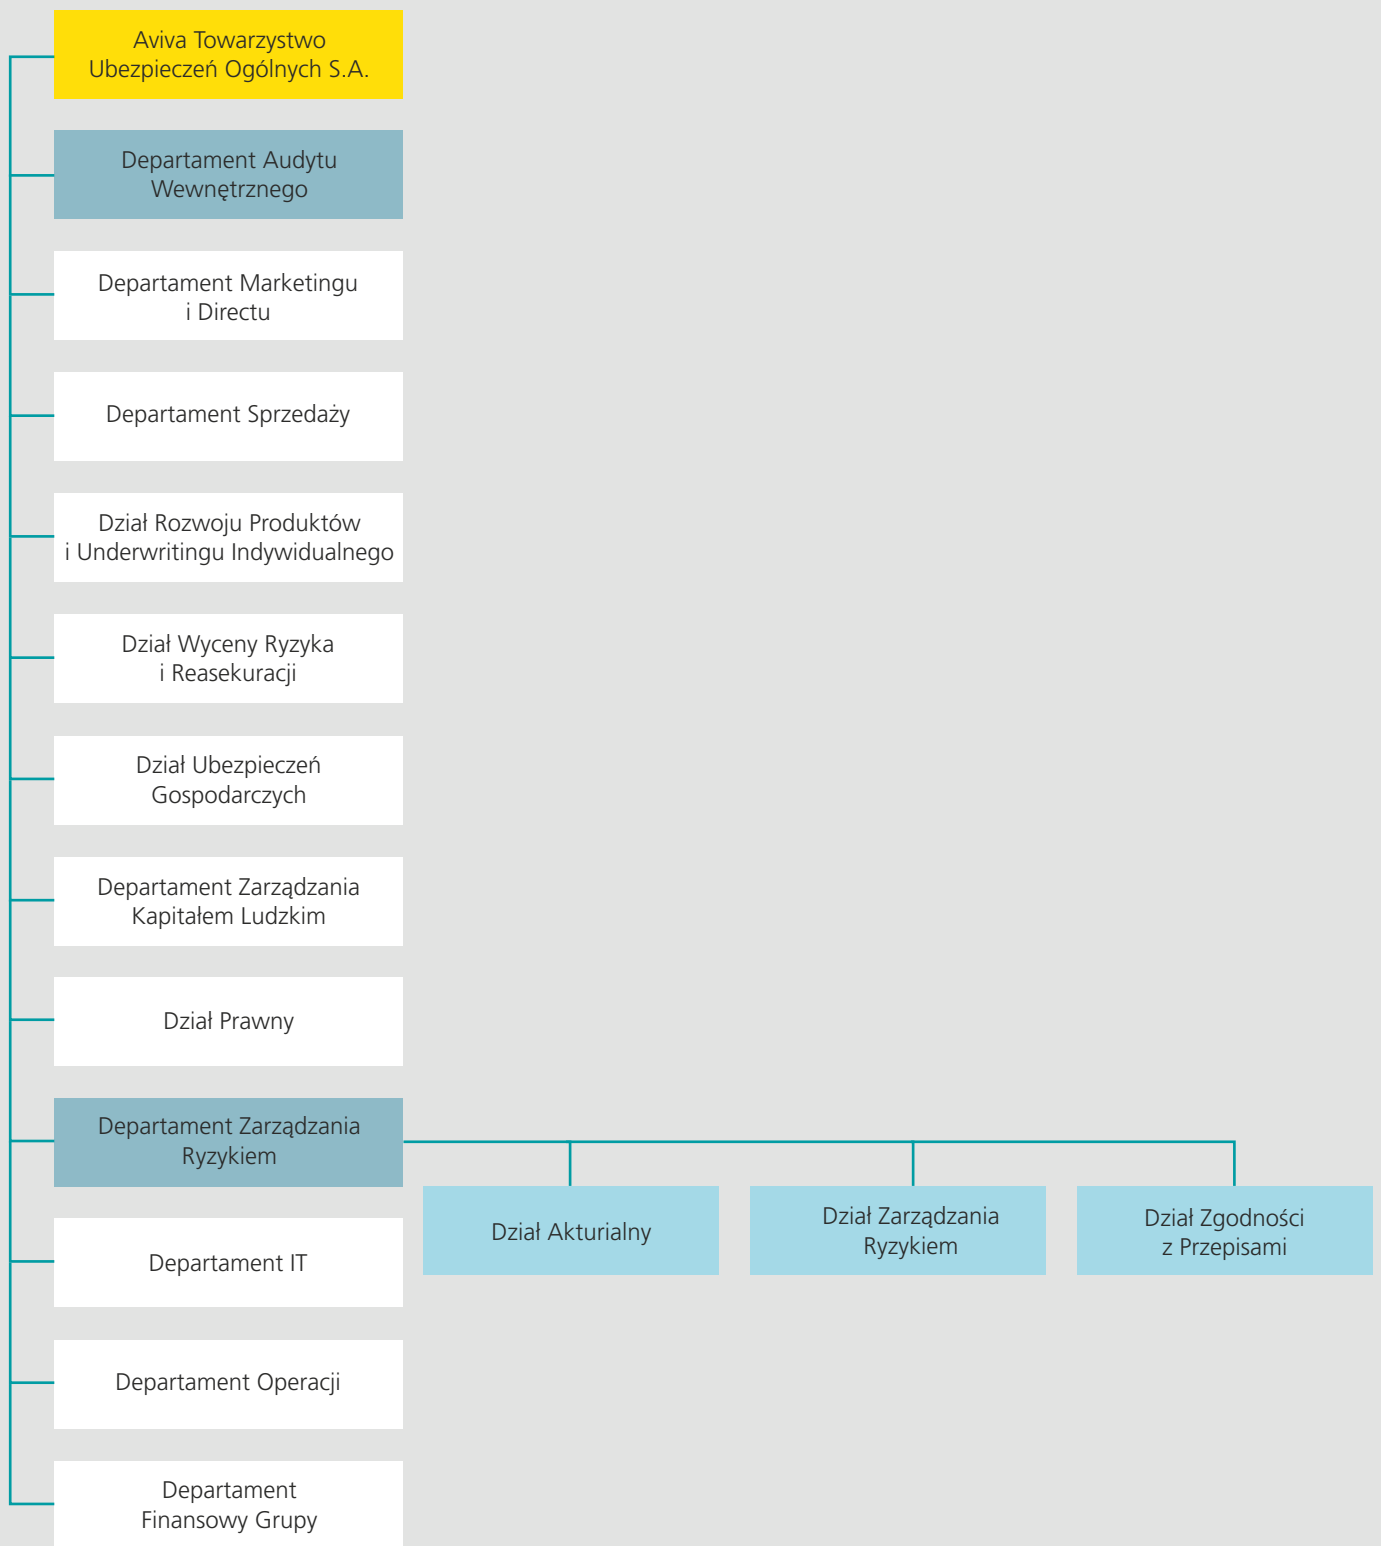 Aviva Towarzystwo
Ubezpieczeń Ogólnych S.A.
Departament Audytu
Wewnętrznego
Departament Marketingu
i Directu
Departament Sprzedaży
Dział Rozwoju Produktów
i Underwritingu Indywidualnego
Dział Wyceny Ryzyka
i Reasekuracji
Dział Ubezpieczeń
Gospodarczych
Departament Zarządzania
Kapitałem Ludzkim
Dział Prawny
Departament Zarządzania
Ryzykiem
Dział Akturialny
Dział Zarządzania
Ryzykiem
Dział Zgodności
z Przepisami
Departament IT
Departament Operacji
Departament
Finansowy Grupy